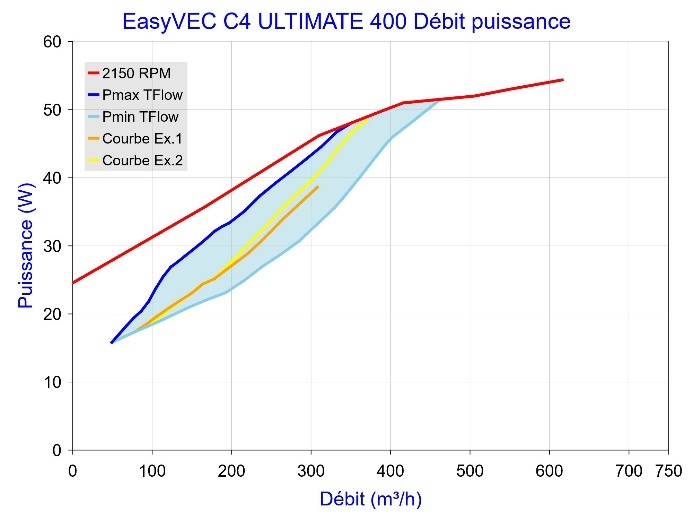 EasyVEC C4 ULTIMATE 400 Débit puissance
60
50
40
30
20
10
0
Puissance (W)
2150 RPM
Pmax TFlow
Pmin TFlow
Courbe Ex.1
Courbe Ex.2
0 100 200 300 400 500 600 700 750
Débit (m³/h)